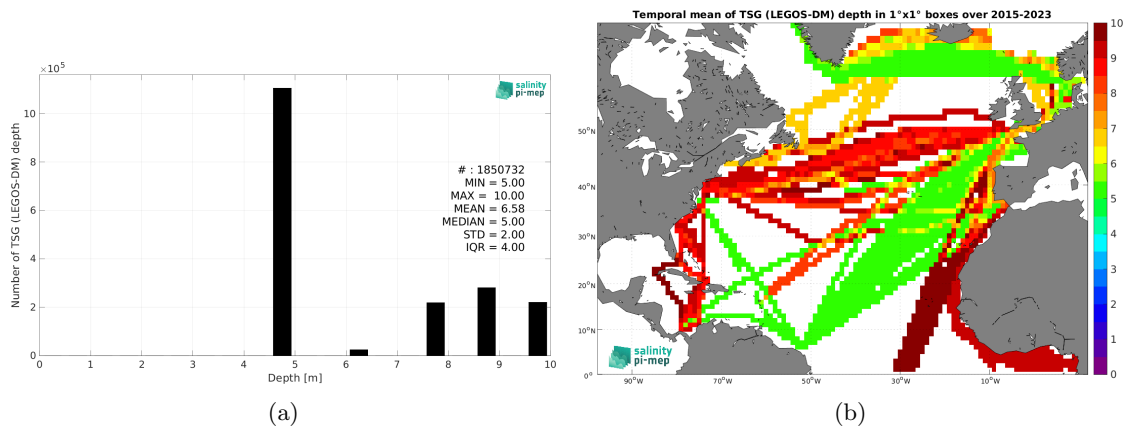 Temporal mean of TSG (LEGOS-DM) depth in 1°x1° boxes over 2015-2023
×10⁵
salinity
pi-mep
10
8
6
4
2
0
Number of TSG (LEGOS-DM) depth
# : 1850732
MIN = 5.00
MAX = 10.00
MEAN = 6.58
MEDIAN = 5.00
STD = 2.00
IQR = 4.00
0 1 2 3 4 5 6 7 8 9 10
Depth [m]
(a)
50°N
40°N
30°N
20°N
10°N
0°
90°W 70°W 50°W 30°W 10°W
salinity
pi-mep
10
9
8
7
6
5
4
3
2
1
0
(b)